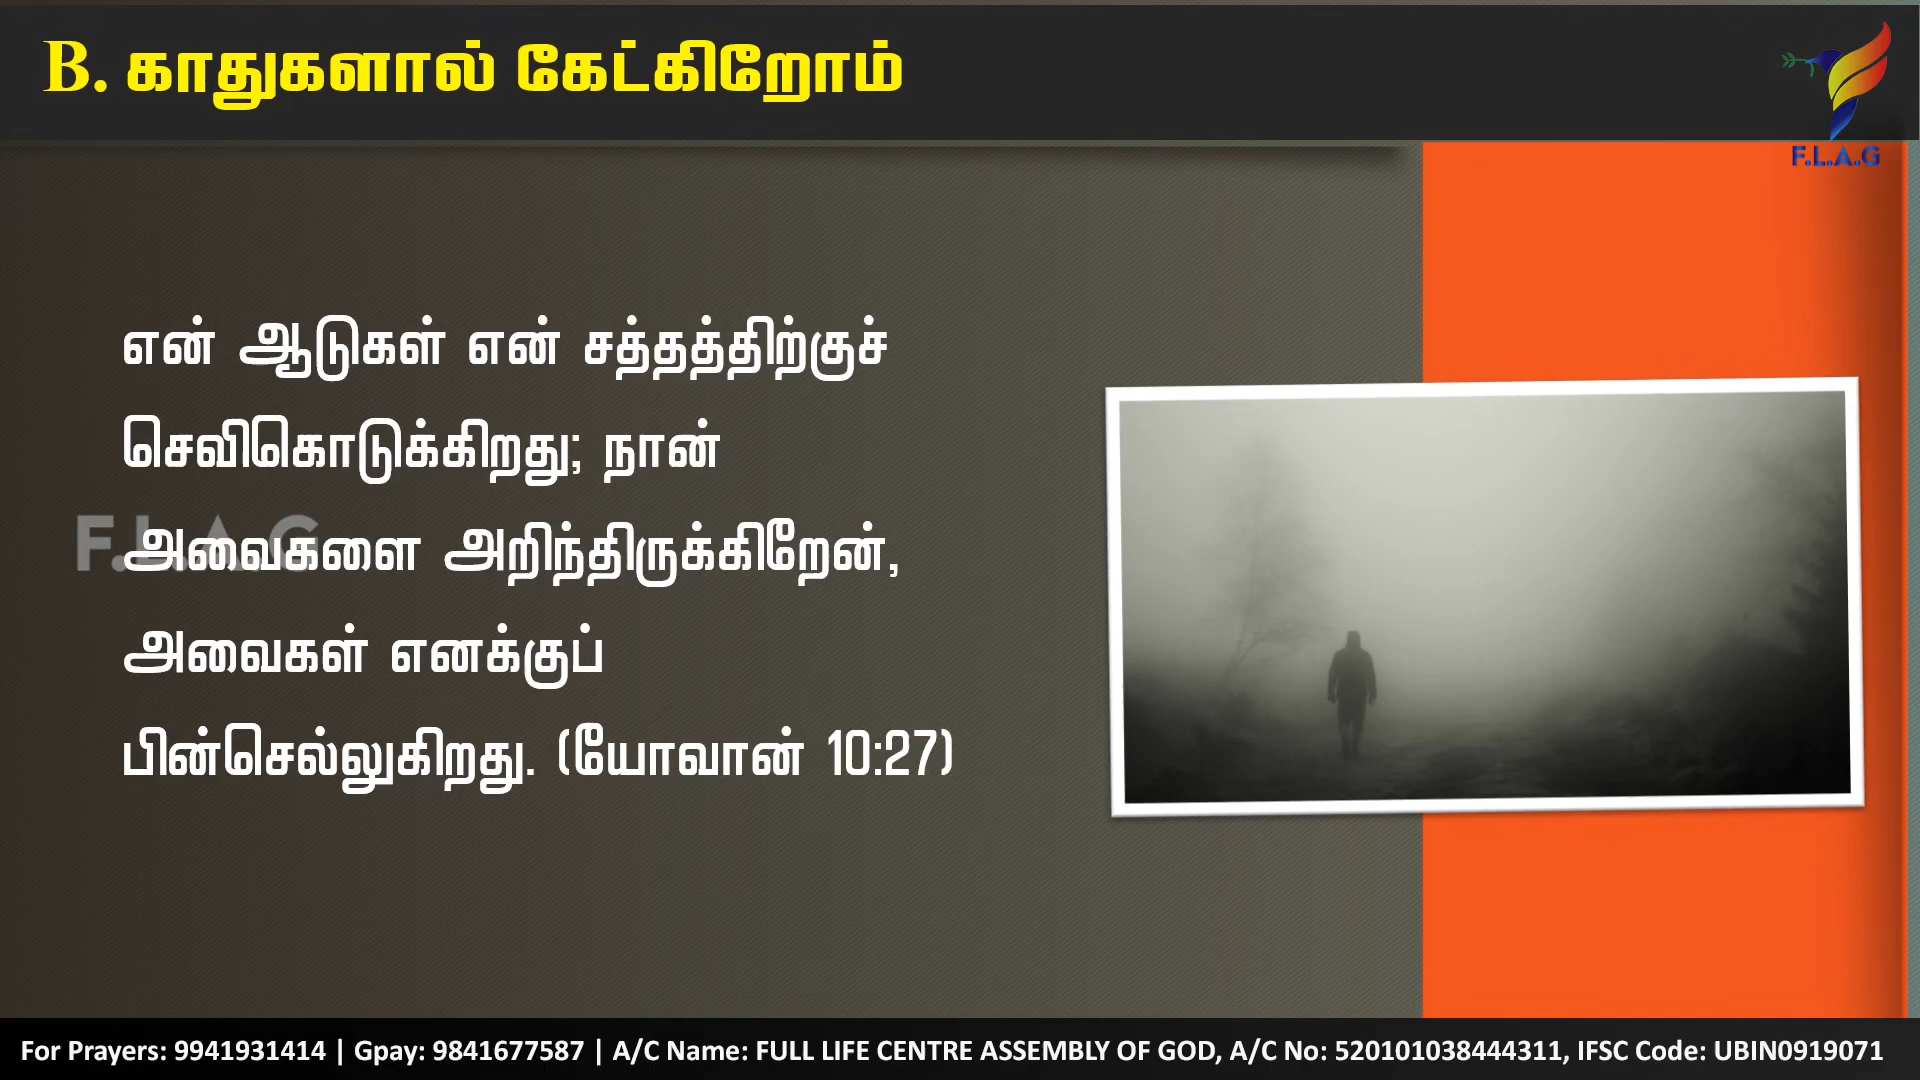 B. காதுகளால் கேட்கிறோம்
F.L.A.G
என் ஆடுகள் என் சத்தத்திற்குச்
செவிகொடுக்கிறது; நான்
F.L.A.G
அவைகளை அறிந்திருக்கிறேன்,
அவைகள் எனக்குப்
பின்செல்லுகிறது. (யோவான் 10:27)
For Prayers: 9941931414 | Gpay: 9841677587 | A/C Name: FULL LIFE CENTRE ASSEMBLY OF GOD, A/C No: 520101038444311, IFSC Code: UBIN0919071